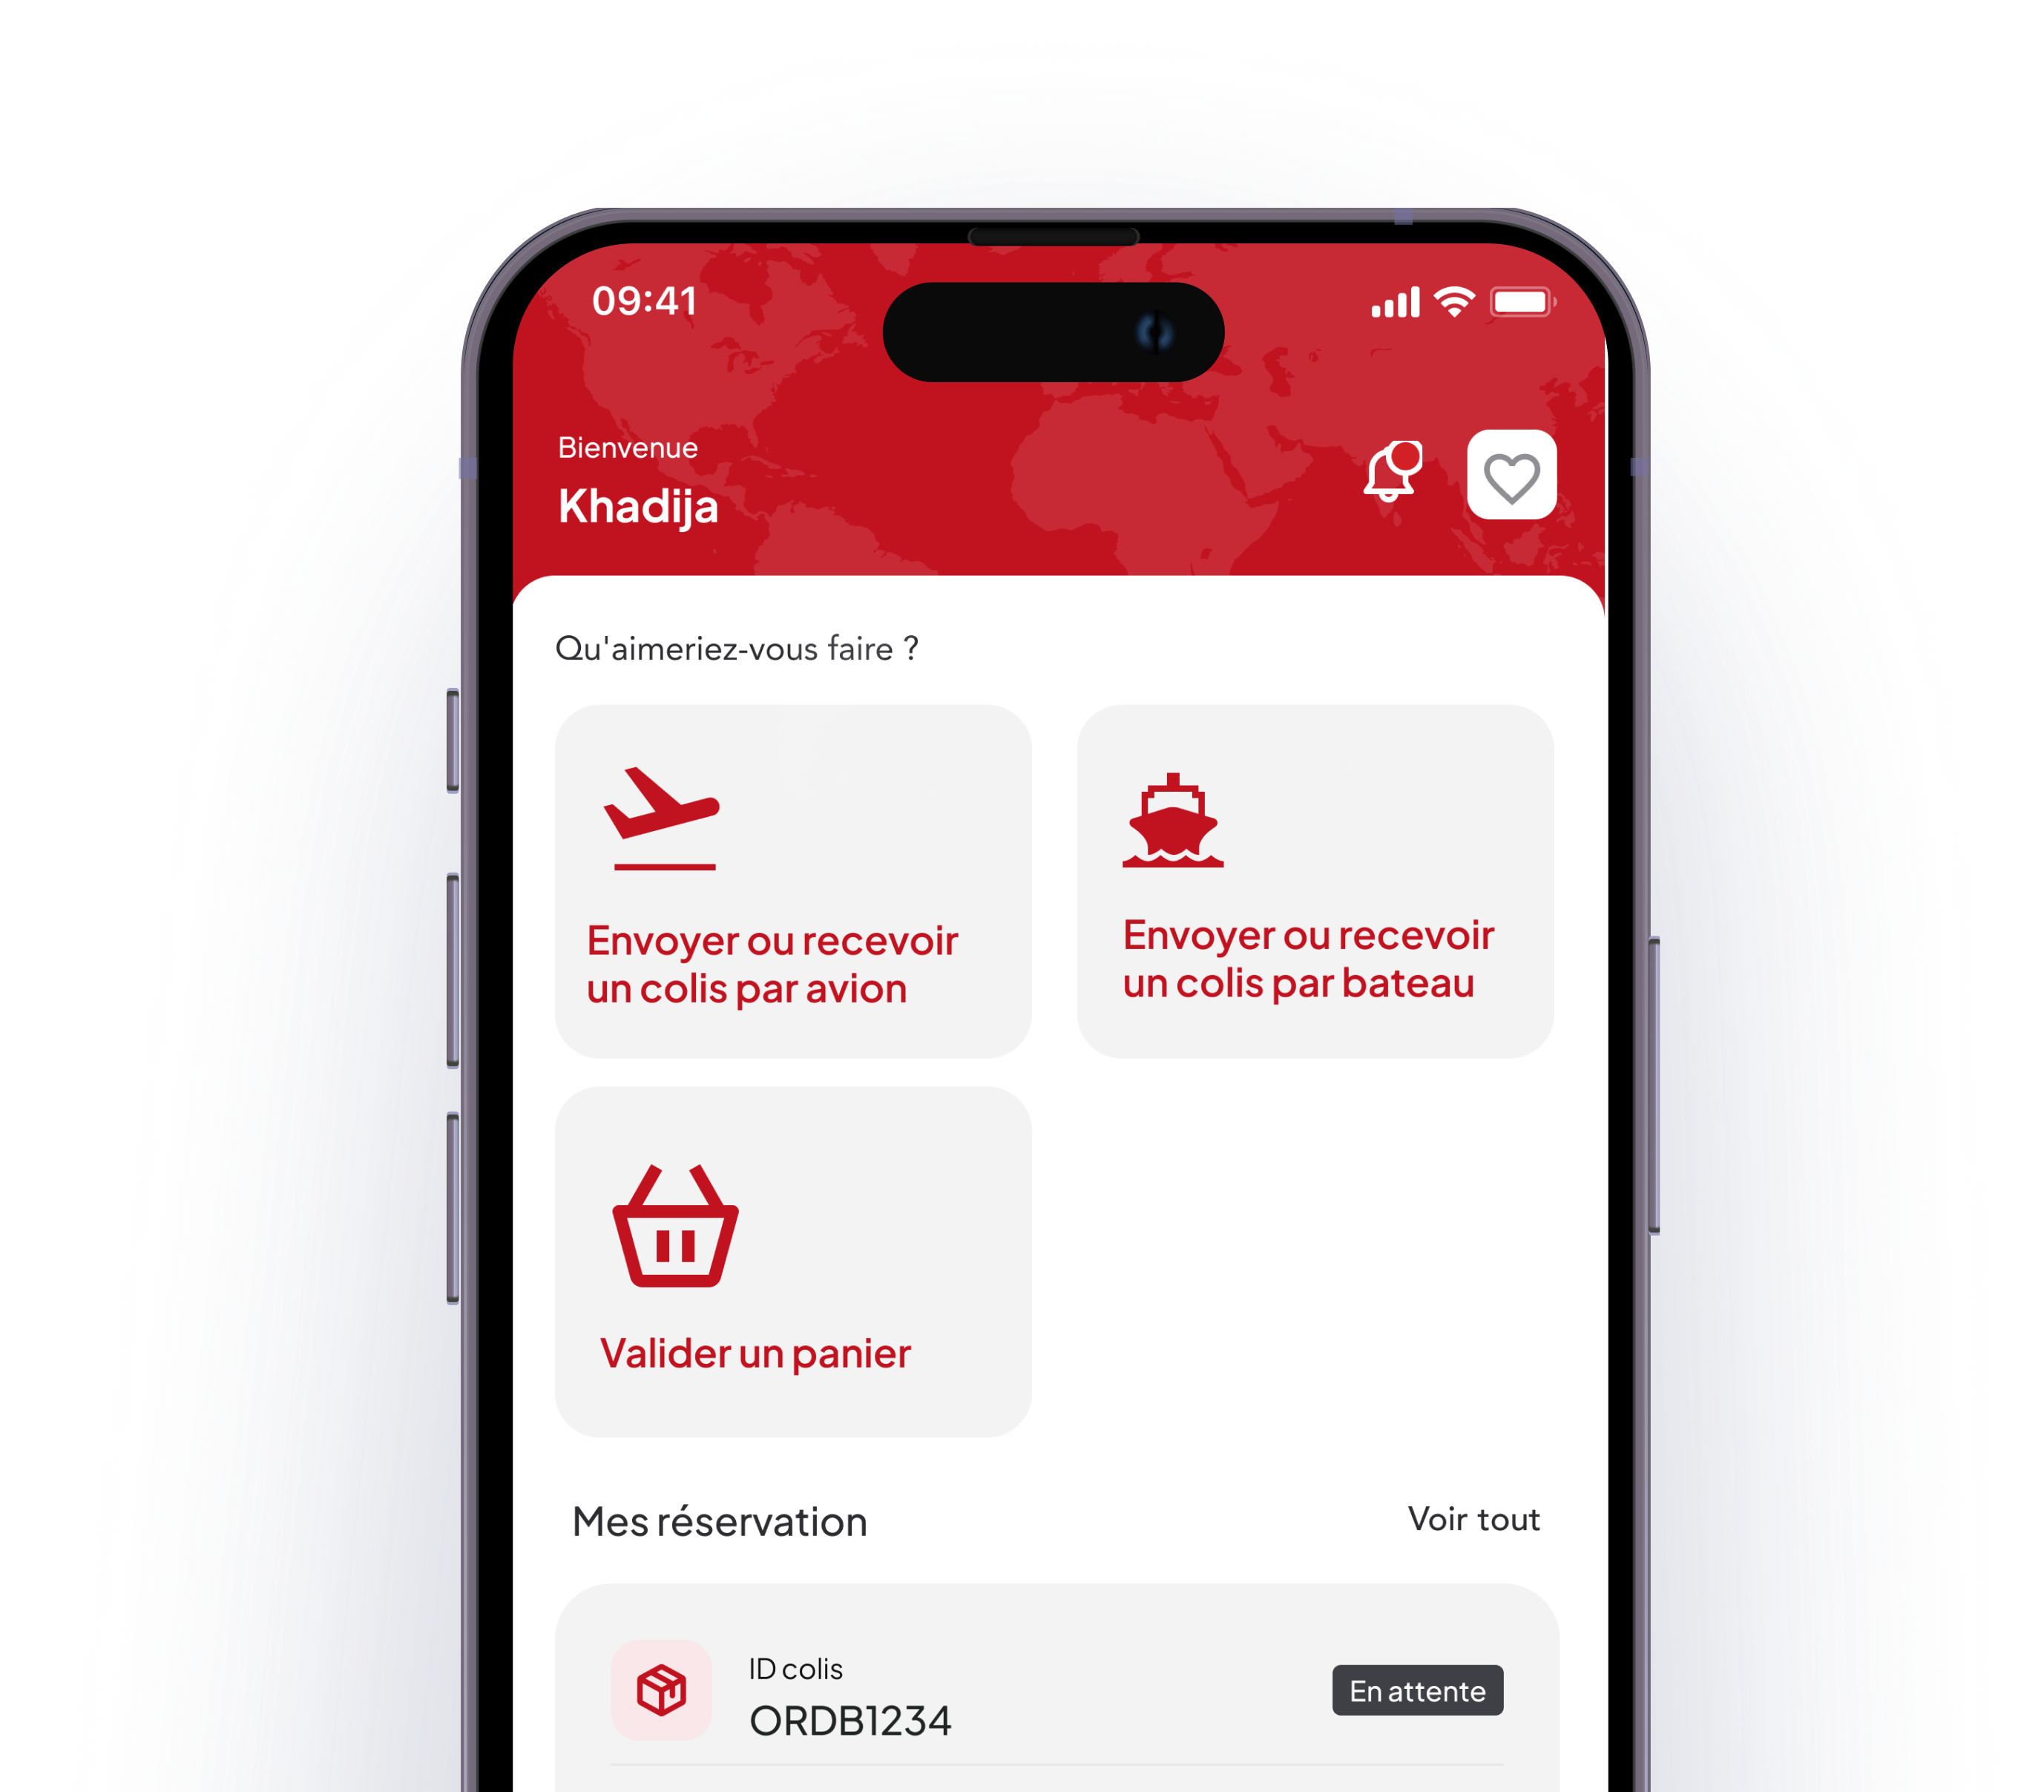 09:41
Bienvenue
Khadija
Qu'aimeriez-vous faire ?
Envoyer ou recevoir
un colis par avion
Envoyer ou recevoir
un colis par bateau
Valider un panier
Mes réservation
Voir tout
ID colis
ORDB1234
En attente